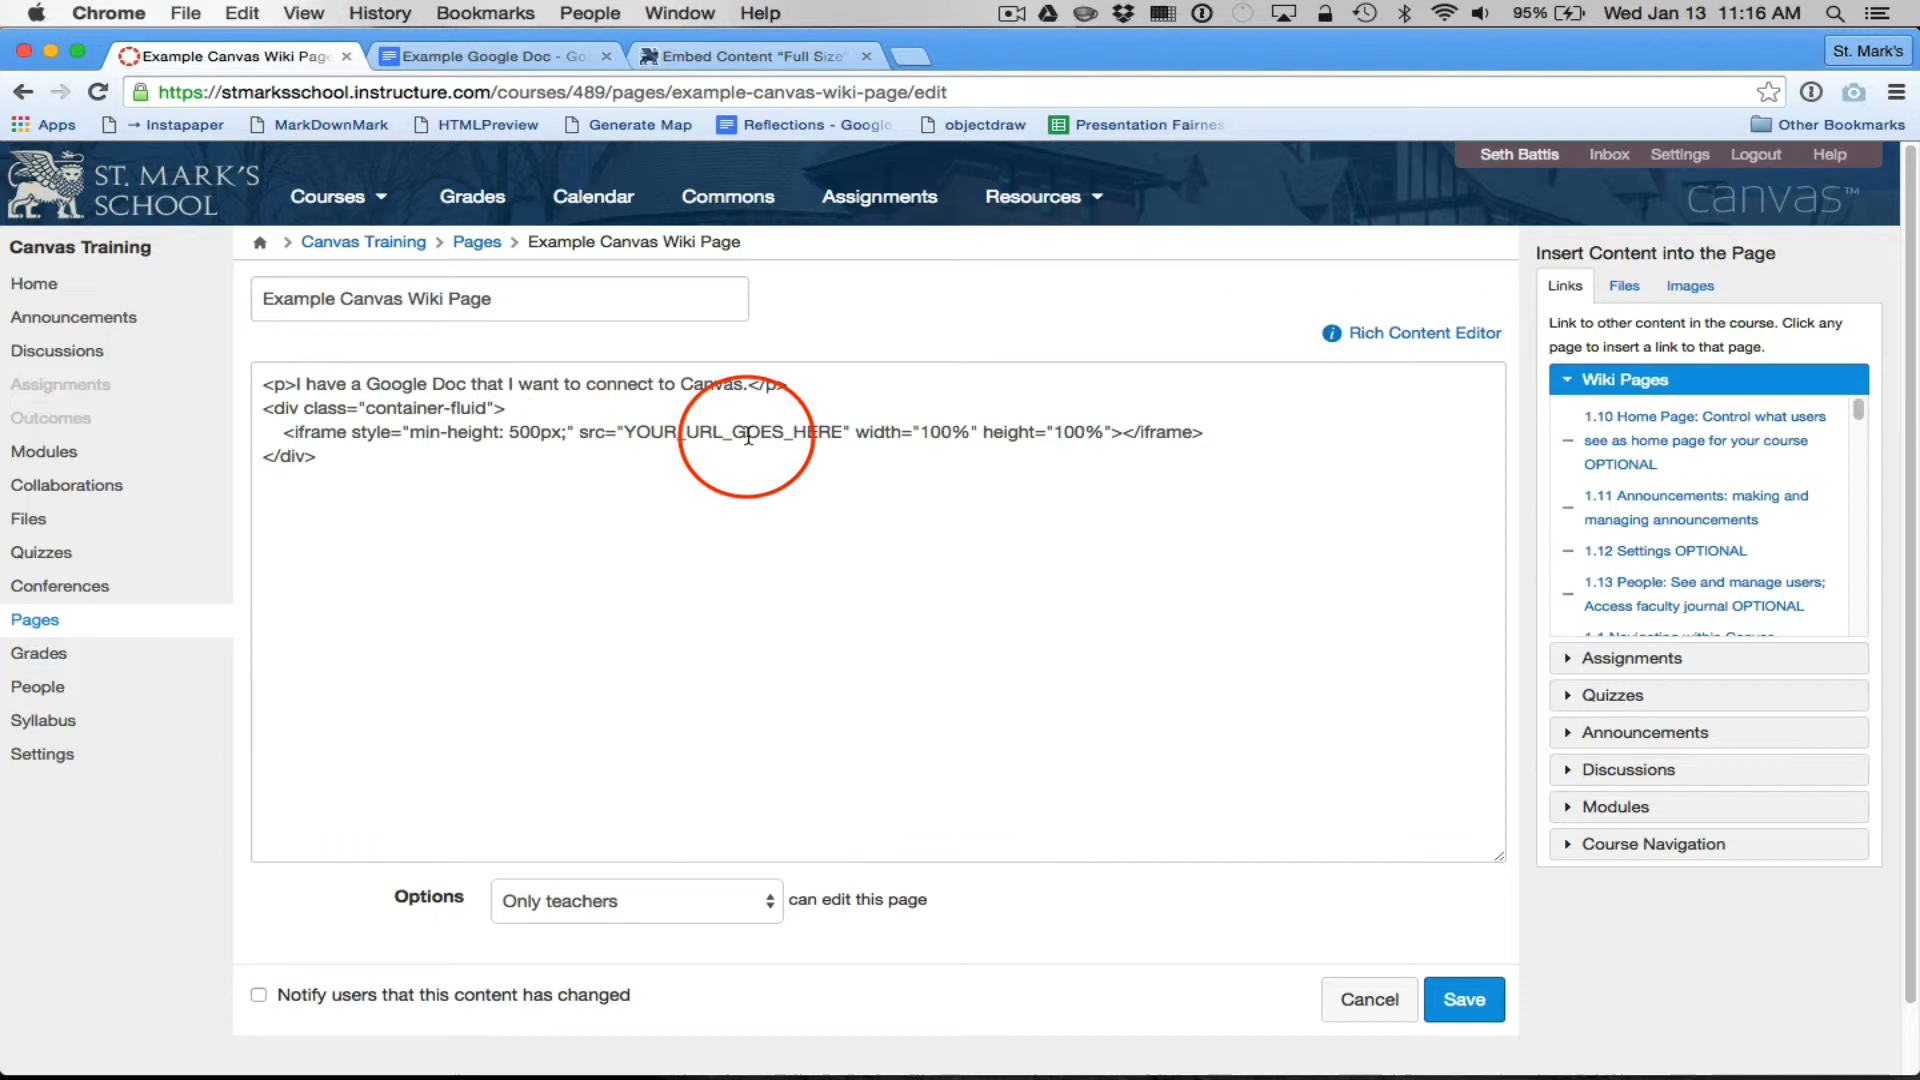 Chrome File Edit View History Bookmarks People Window Help 95% Wed Jan 13 11:16 AM
Example Canvas Wiki Page Example Google Doc - Go Embed Content "Full Size" St. Mark's
https://stmarksschool.instructure.com/courses/489/pages/example-canvas-wiki-page/edit
Apps → Instapaper MarkDownMark HTMLPreview Generate Map Reflections - Google objectdraw Presentation Fairnes Other Bookmarks
Seth Battis Inbox Settings Logout Help
ST. MARK'S
SCHOOL
Courses Grades Calendar Commons Assignments Resources
canvas™
Canvas Training
Home
Announcements
Discussions
Assignments
Outcomes
Modules
Collaborations
Files
Quizzes
Conferences
Pages
Grades
People
Syllabus
Settings
> Canvas Training > Pages > Example Canvas Wiki Page
Example Canvas Wiki Page
Rich Content Editor
<p>I have a Google Doc that I want to connect to Canvas.</p>
<div class="container-fluid">
<iframe style="min-height: 500px;" src="YOUR_URL_GOES_HERE" width="100%" height="100%"></iframe>
</div>
Options Only teachers can edit this page
Notify users that this content has changed
Cancel Save
Insert Content into the Page
Links Files Images
Link to other content in the course. Click any
page to insert a link to that page.
Wiki Pages
1.10 Home Page: Control what users
see as home page for your course
OPTIONAL
1.11 Announcements: making and
managing announcements
1.12 Settings OPTIONAL
1.13 People: See and manage users;
Access faculty journal OPTIONAL
1.1 Navigating within Canvas
Assignments
Quizzes
Announcements
Discussions
Modules
Course Navigation